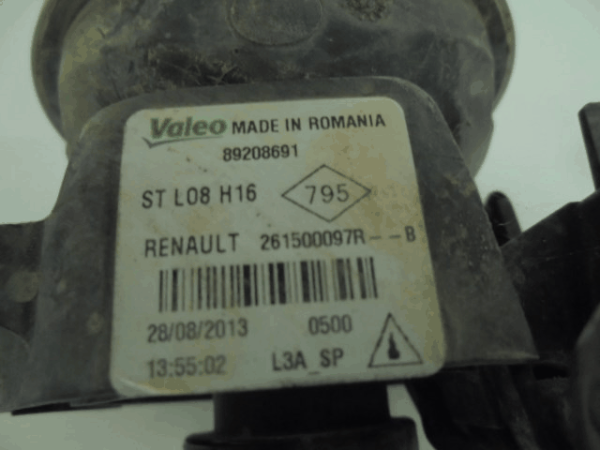 Valeo MADE IN ROMANIA
89208691
ST L08 H16 795
RENAULT 261500097R--B
28/08/2013 0500
13:55:02 L3A_SP